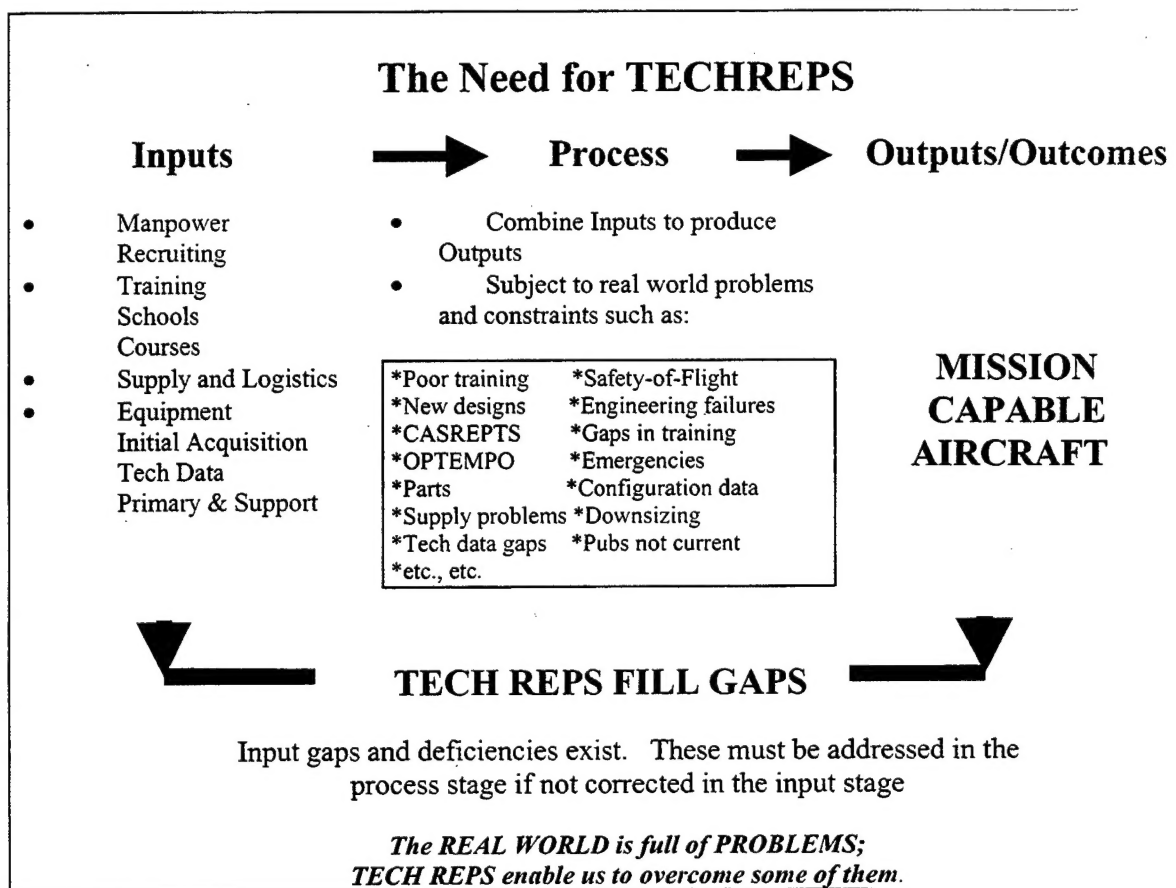 The Need for TECHREPS
Inputs
Process
Outputs/Outcomes
• Manpower
Recruiting
• Training
Schools
Courses
• Supply and Logistics
• Equipment
Initial Acquisition
Tech Data
Primary & Support
• Combine Inputs to produce
Outputs
• Subject to real world problems
and constraints such as:
*Poor training *Safety-of-Flight
*New designs *Engineering failures
*CASREPTS *Gaps in training
*OPTEMPO *Emergencies
*Parts *Configuration data
*Supply problems *Downsizing
*Tech data gaps *Pubs not current
*etc., etc.
MISSION
CAPABLE
AIRCRAFT
TECH REPS FILL GAPS
Input gaps and deficiencies exist. These must be addressed in the
process stage if not corrected in the input stage
The REAL WORLD is full of PROBLEMS;
TECH REPS enable us to overcome some of them.